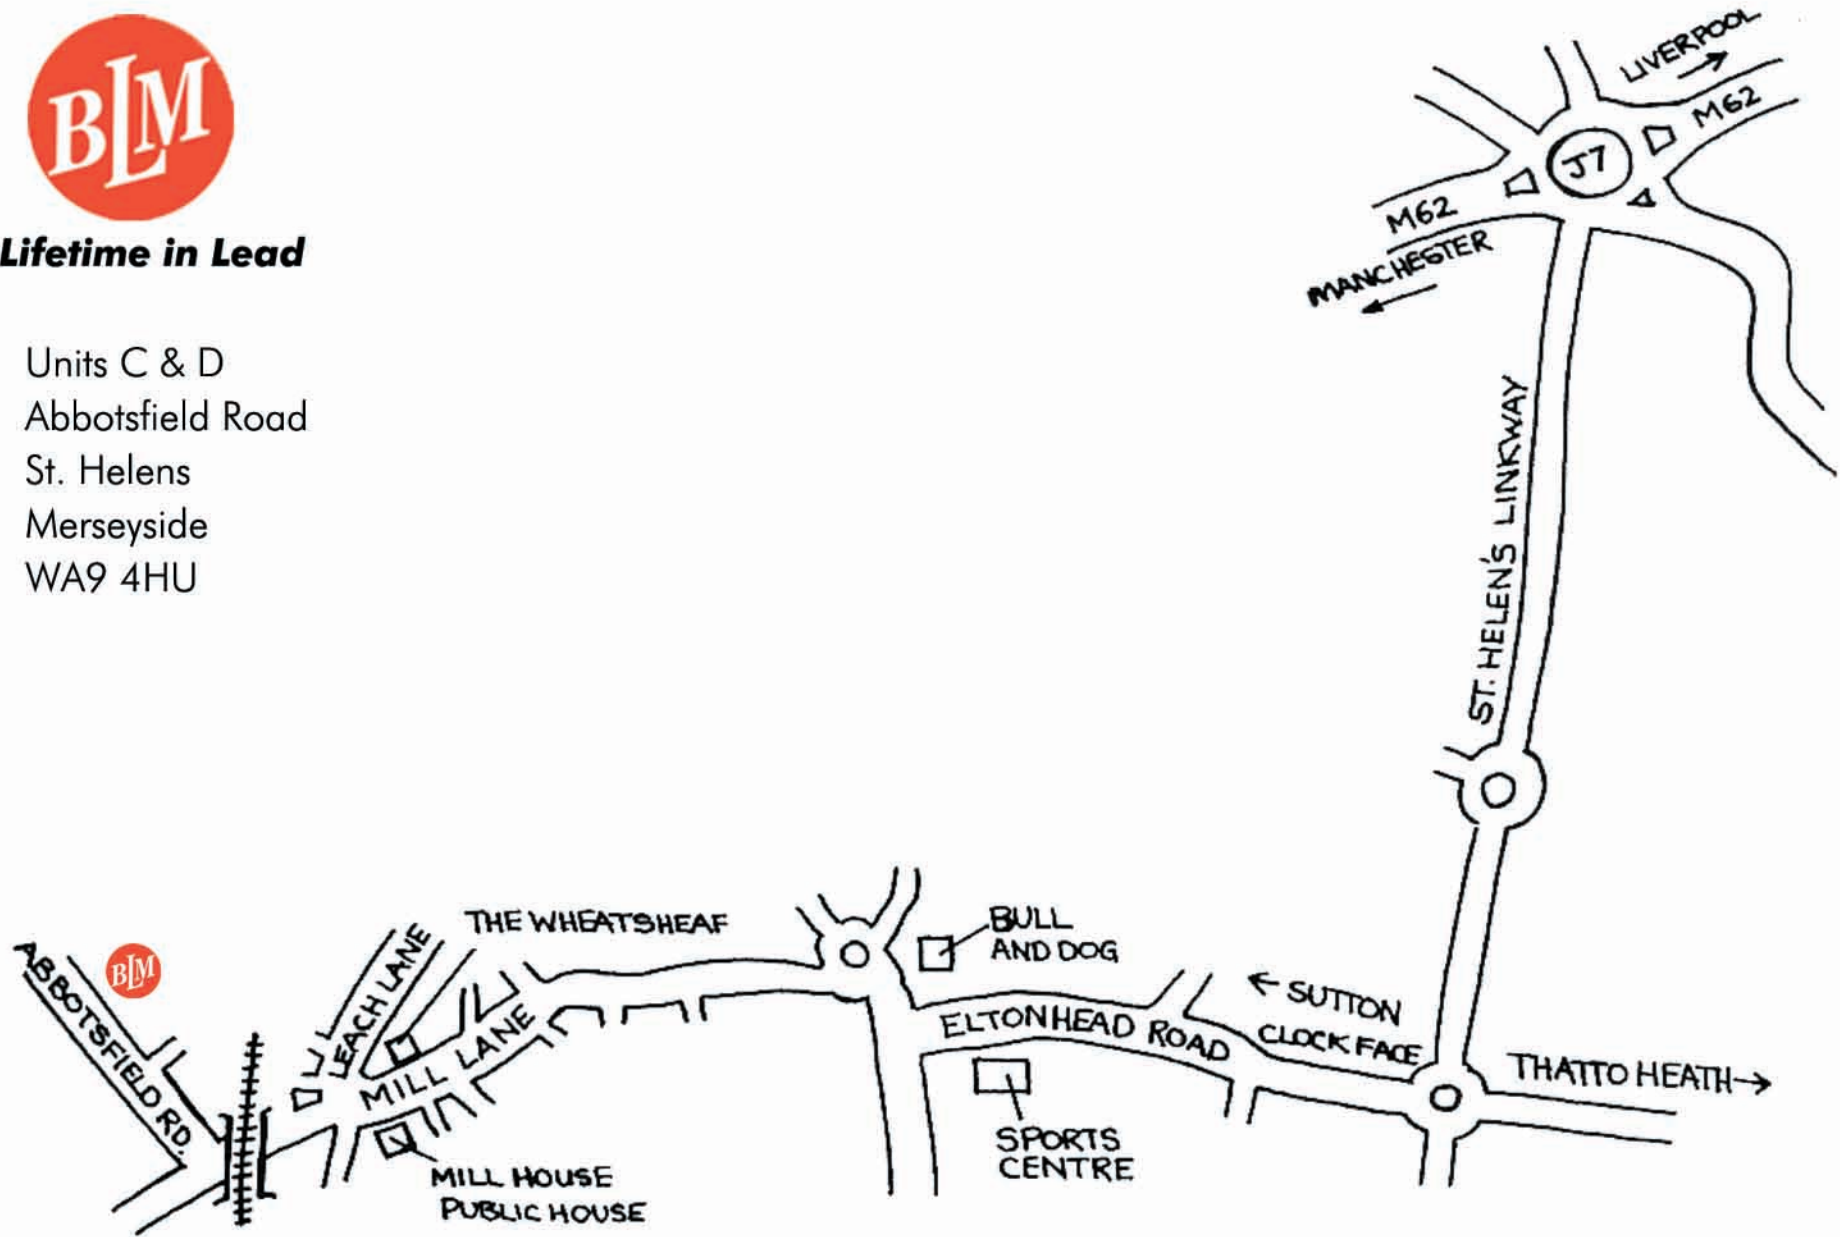 BLM
Lifetime in Lead
Units C & D
Abbotsfield Road
St. Helens
Merseyside
WA9 4HU
LIVERPOOL →
M62
J7
M62
MANCHESTER
←
ST. HELEN'S LINKWAY
THE WHEATSHEAF
BULL
AND DOG
← SUTTON
CLOCK FACE
THATTO HEATH→
ELTONHEAD ROAD
SPORTS
CENTRE
LEACH LANE
MILL LANE
MILL HOUSE
PUBLIC HOUSE
BLM
ABBOTSFIELD RD.